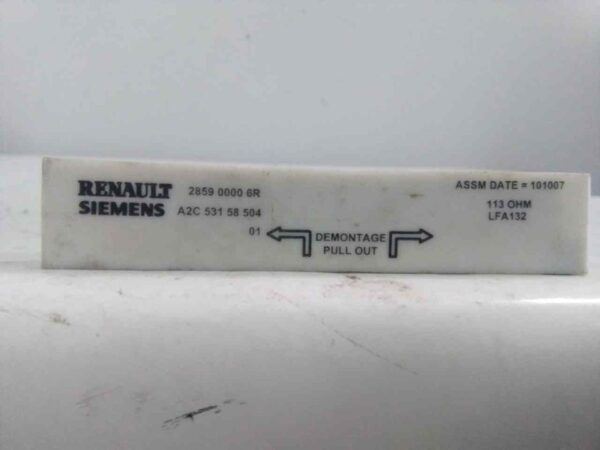 RENAULT 2859 0000 6R
SIEMENS A2C 531 58 504
01
DEMONTAGE
PULL OUT
ASSM DATE = 101007
113 OHM
LFA132